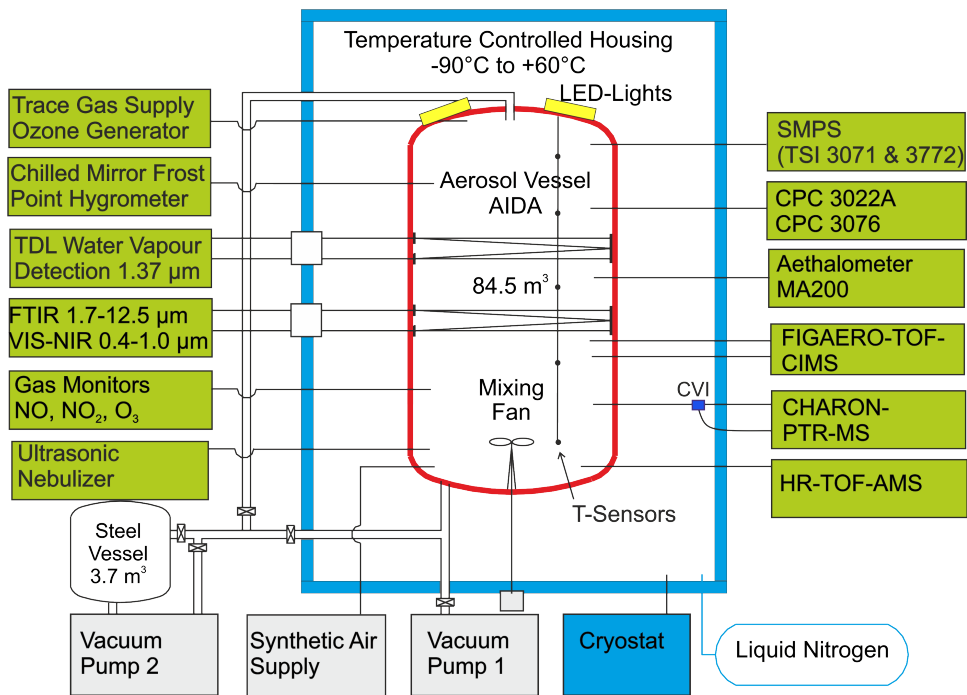 Temperature Controlled Housing
-90°C to +60°C
LED-Lights
Trace Gas Supply
Ozone Generator
Chilled Mirror Frost
Point Hygrometer
TDL Water Vapour
Detection 1.37 µm
FTIR 1.7-12.5 µm
VIS-NIR 0.4-1.0 µm
Gas Monitors
NO, NO₂, O₃
Ultrasonic
Nebulizer
Aerosol Vessel
AIDA
84.5 m³
Mixing
Fan
T-Sensors
SMPS
(TSI 3071 & 3772)
CPC 3022A
CPC 3076
Aethalometer
MA200
FIGAERO-TOF-
CIMS
CVI
CHARON-
PTR-MS
HR-TOF-AMS
Steel
Vessel
3.7 m³
Vacuum
Pump 2
Synthetic Air
Supply
Vacuum
Pump 1
Cryostat
Liquid Nitrogen